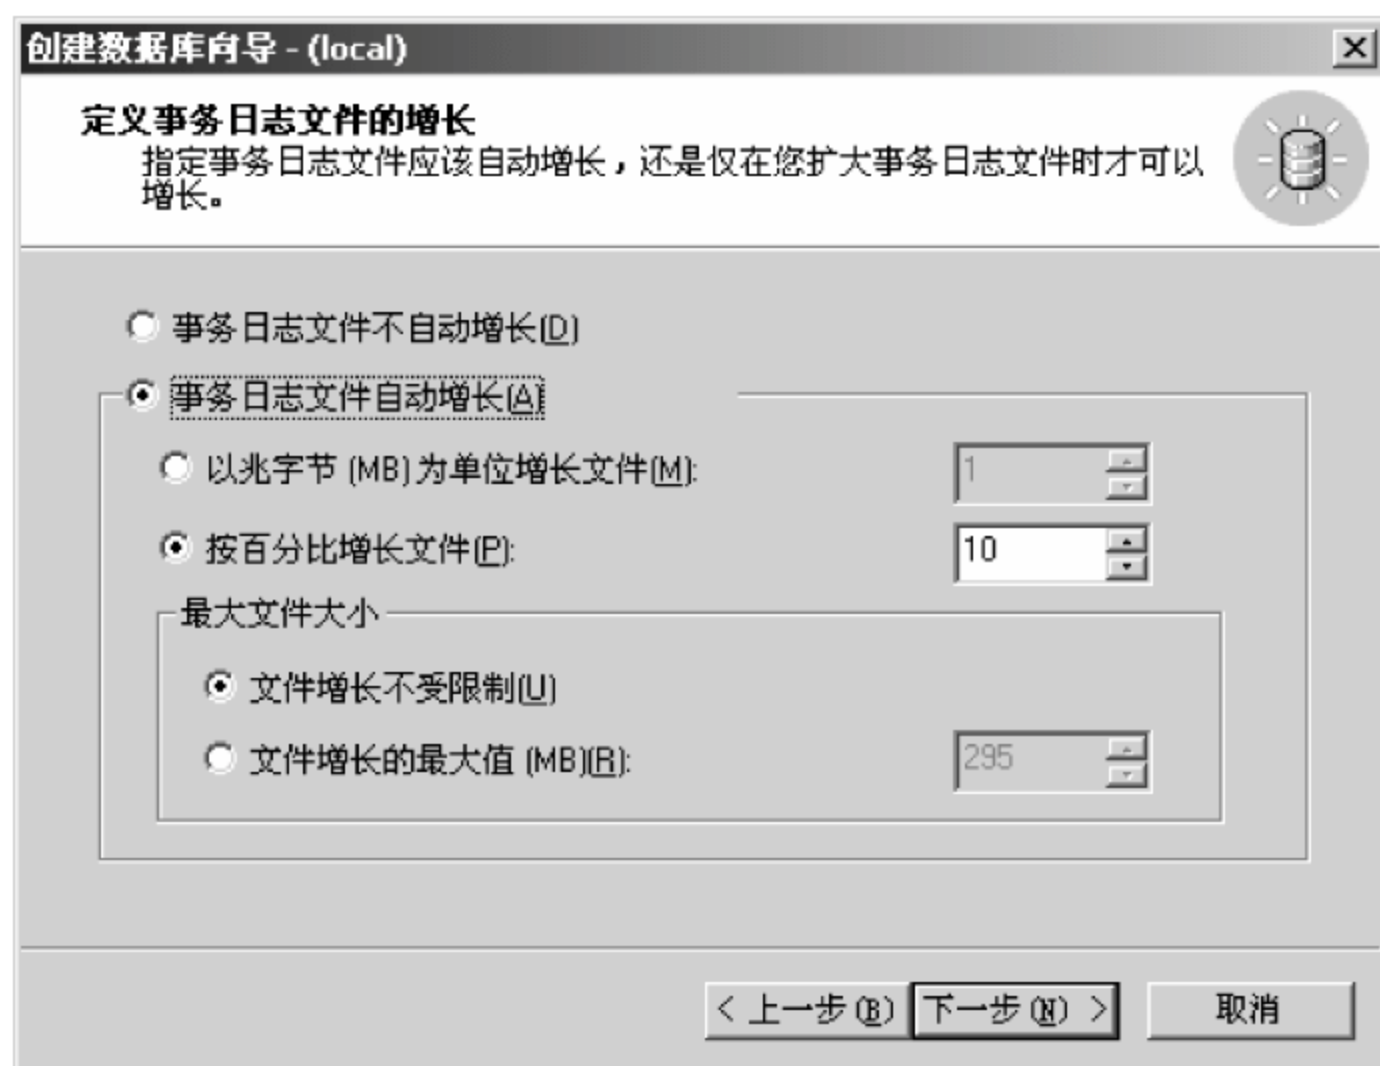 创建数据库向导 - (local)
定义事务日志文件的增长
指定事务日志文件应该自动增长，还是仅在您扩大事务日志文件时才可以
增长。
事务日志文件不自动增长(D)
事务日志文件自动增长(A)
以兆字节 (MB) 为单位增长文件(M): 1
按百分比增长文件(P): 10
最大文件大小
文件增长不受限制(U)
文件增长的最大值 (MB)(R): 295
< 上一步(B) 下一步(N) > 取消